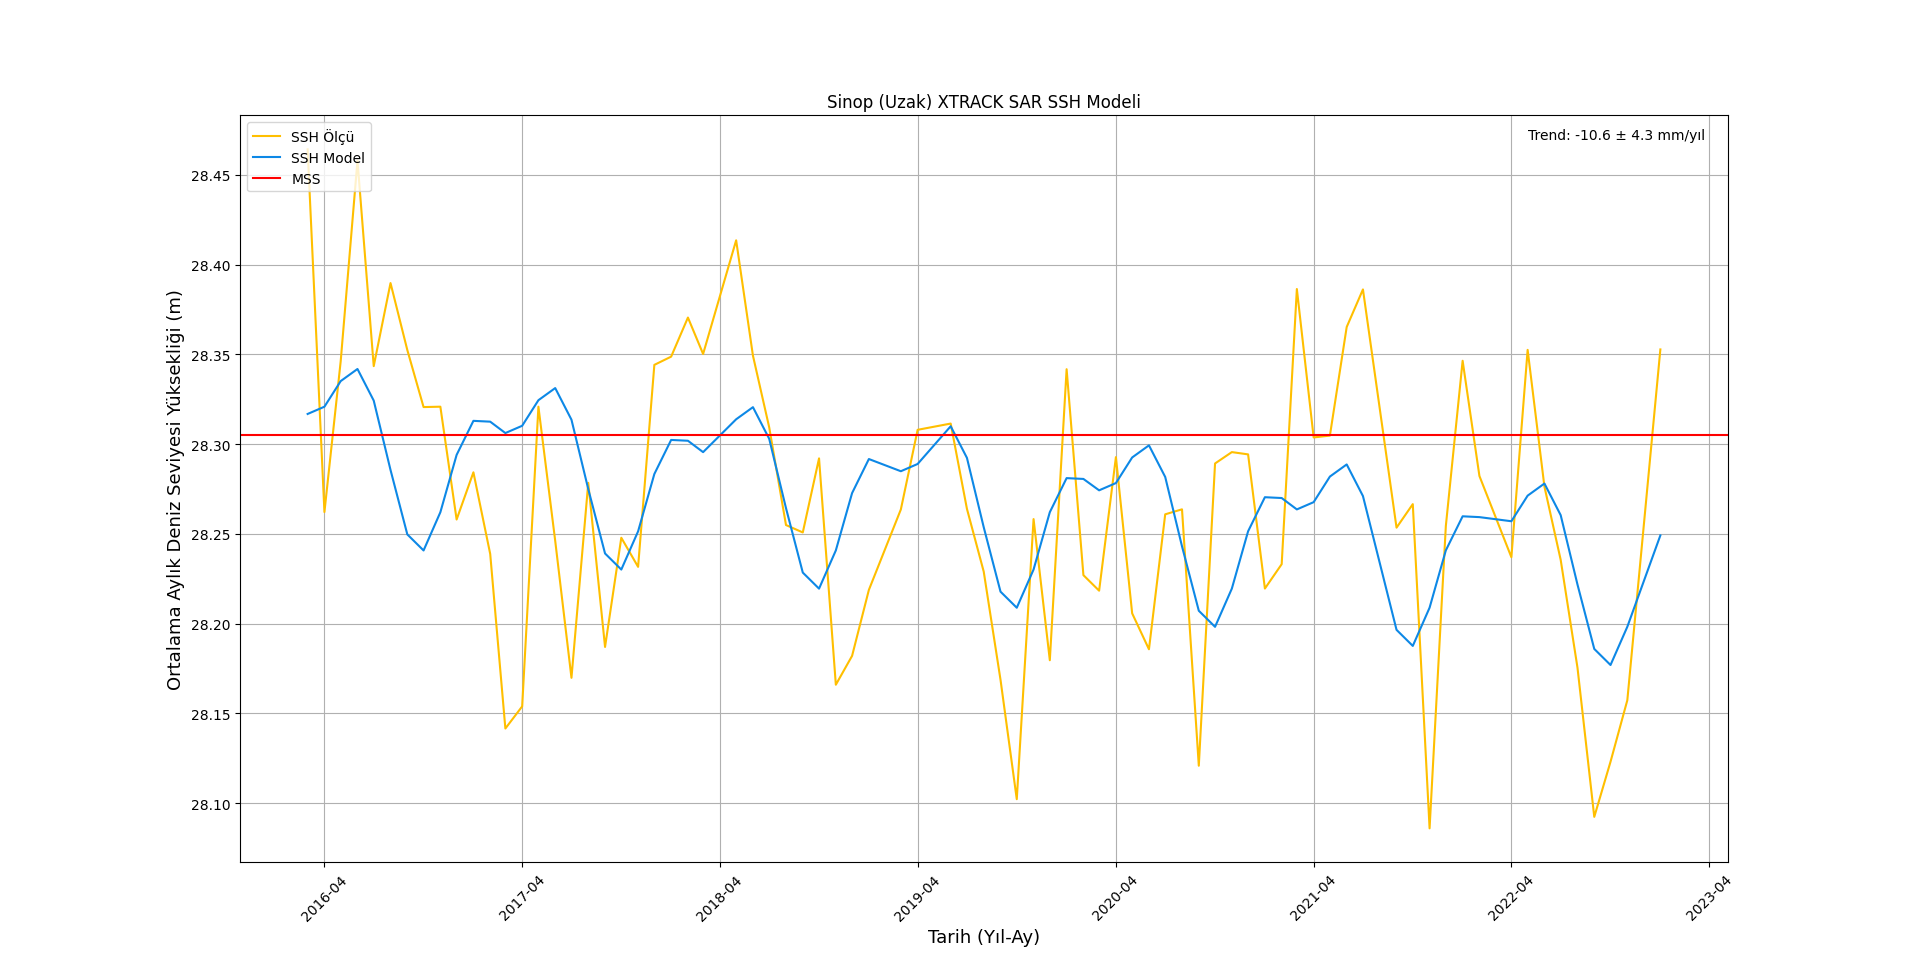 Sinop (Uzak) XTRACK SAR SSH Modeli
SSH Ölçü
SSH Model
MSS
Trend: -10.6 ± 4.3 mm/yıl
Ortalama Aylık Deniz Seviyesi Yüksekliği (m)
28.45
28.40
28.35
28.30
28.25
28.20
28.15
28.10
2016-04
2017-04
2018-04
2019-04
2020-04
2021-04
2022-04
2023-04
Tarih (Yıl-Ay)